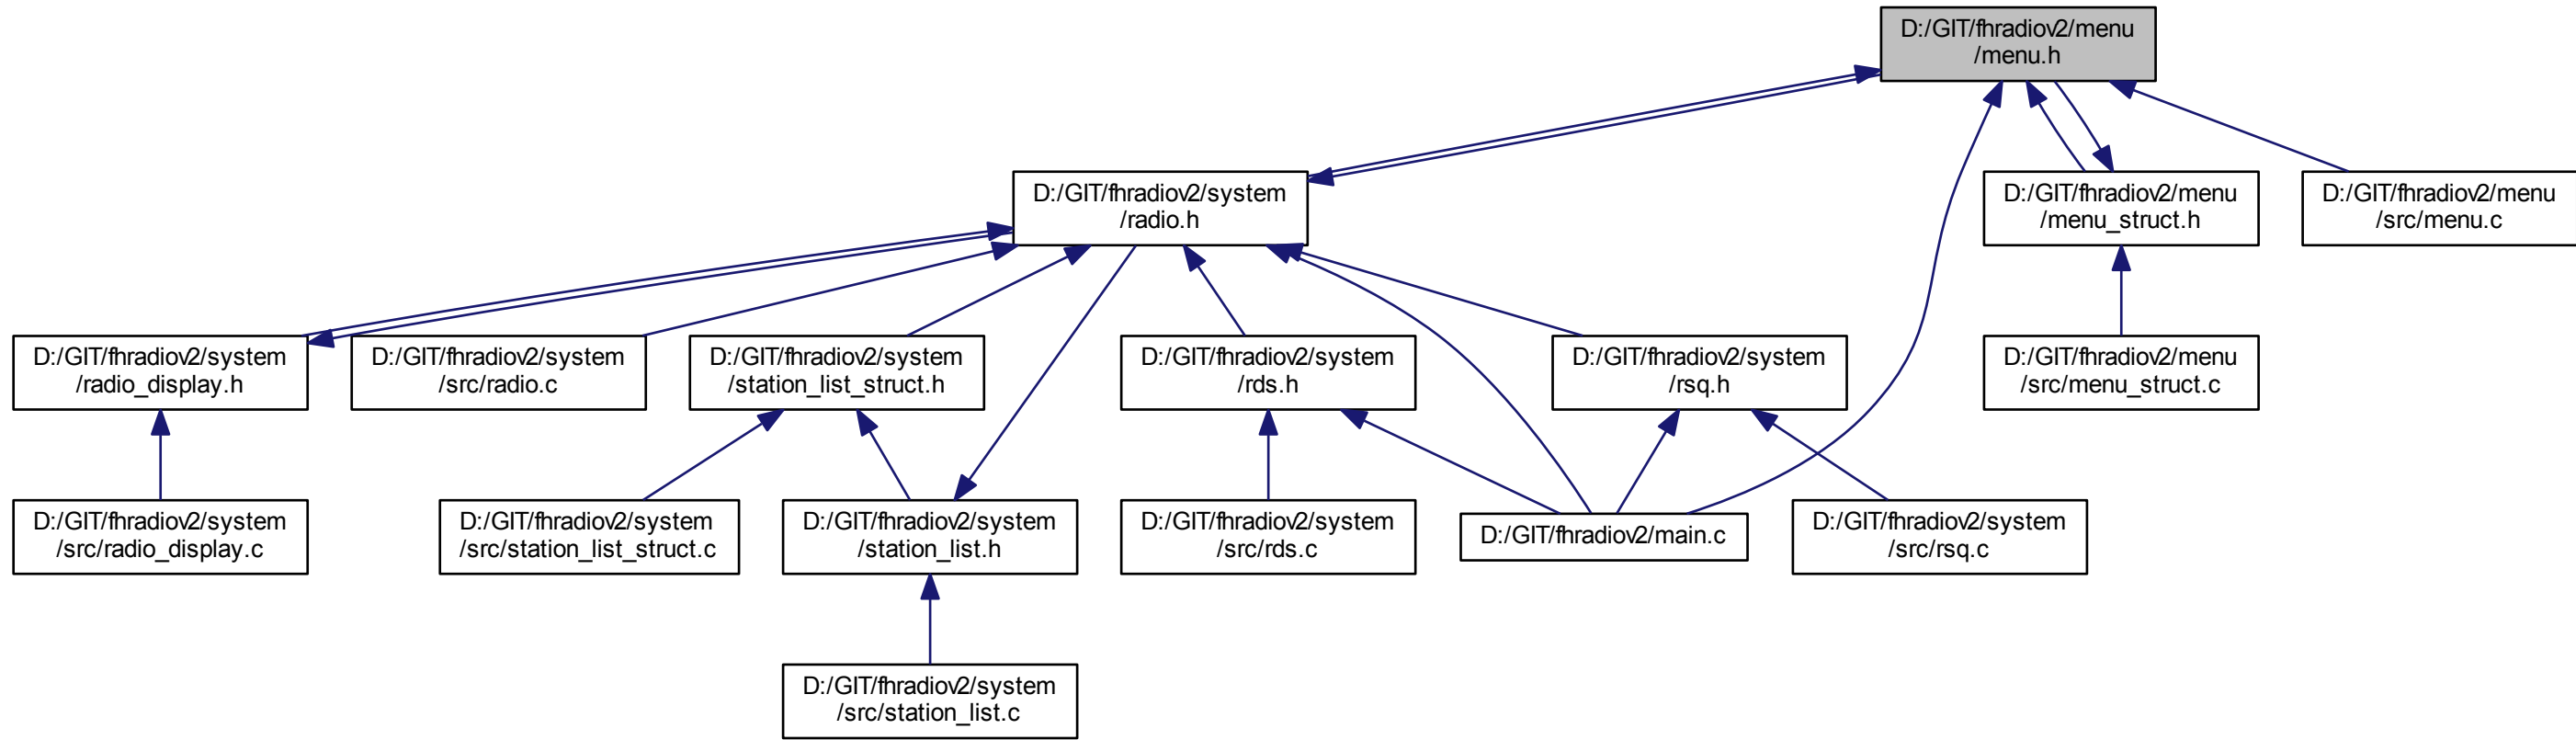 D:/GIT/fhradiov2/menu
/menu.h
D:/GIT/fhradiov2/system
/radio.h
D:/GIT/fhradiov2/menu
/menu_struct.h
D:/GIT/fhradiov2/menu
/src/menu.c
D:/GIT/fhradiov2/system
/radio_display.h
D:/GIT/fhradiov2/system
/src/radio.c
D:/GIT/fhradiov2/system
/station_list_struct.h
D:/GIT/fhradiov2/system
/rds.h
D:/GIT/fhradiov2/system
/rsq.h
D:/GIT/fhradiov2/menu
/src/menu_struct.c
D:/GIT/fhradiov2/system
/src/radio_display.c
D:/GIT/fhradiov2/system
/src/station_list_struct.c
D:/GIT/fhradiov2/system
/station_list.h
D:/GIT/fhradiov2/system
/src/rds.c
D:/GIT/fhradiov2/main.c
D:/GIT/fhradiov2/system
/src/rsq.c
D:/GIT/fhradiov2/system
/src/station_list.c